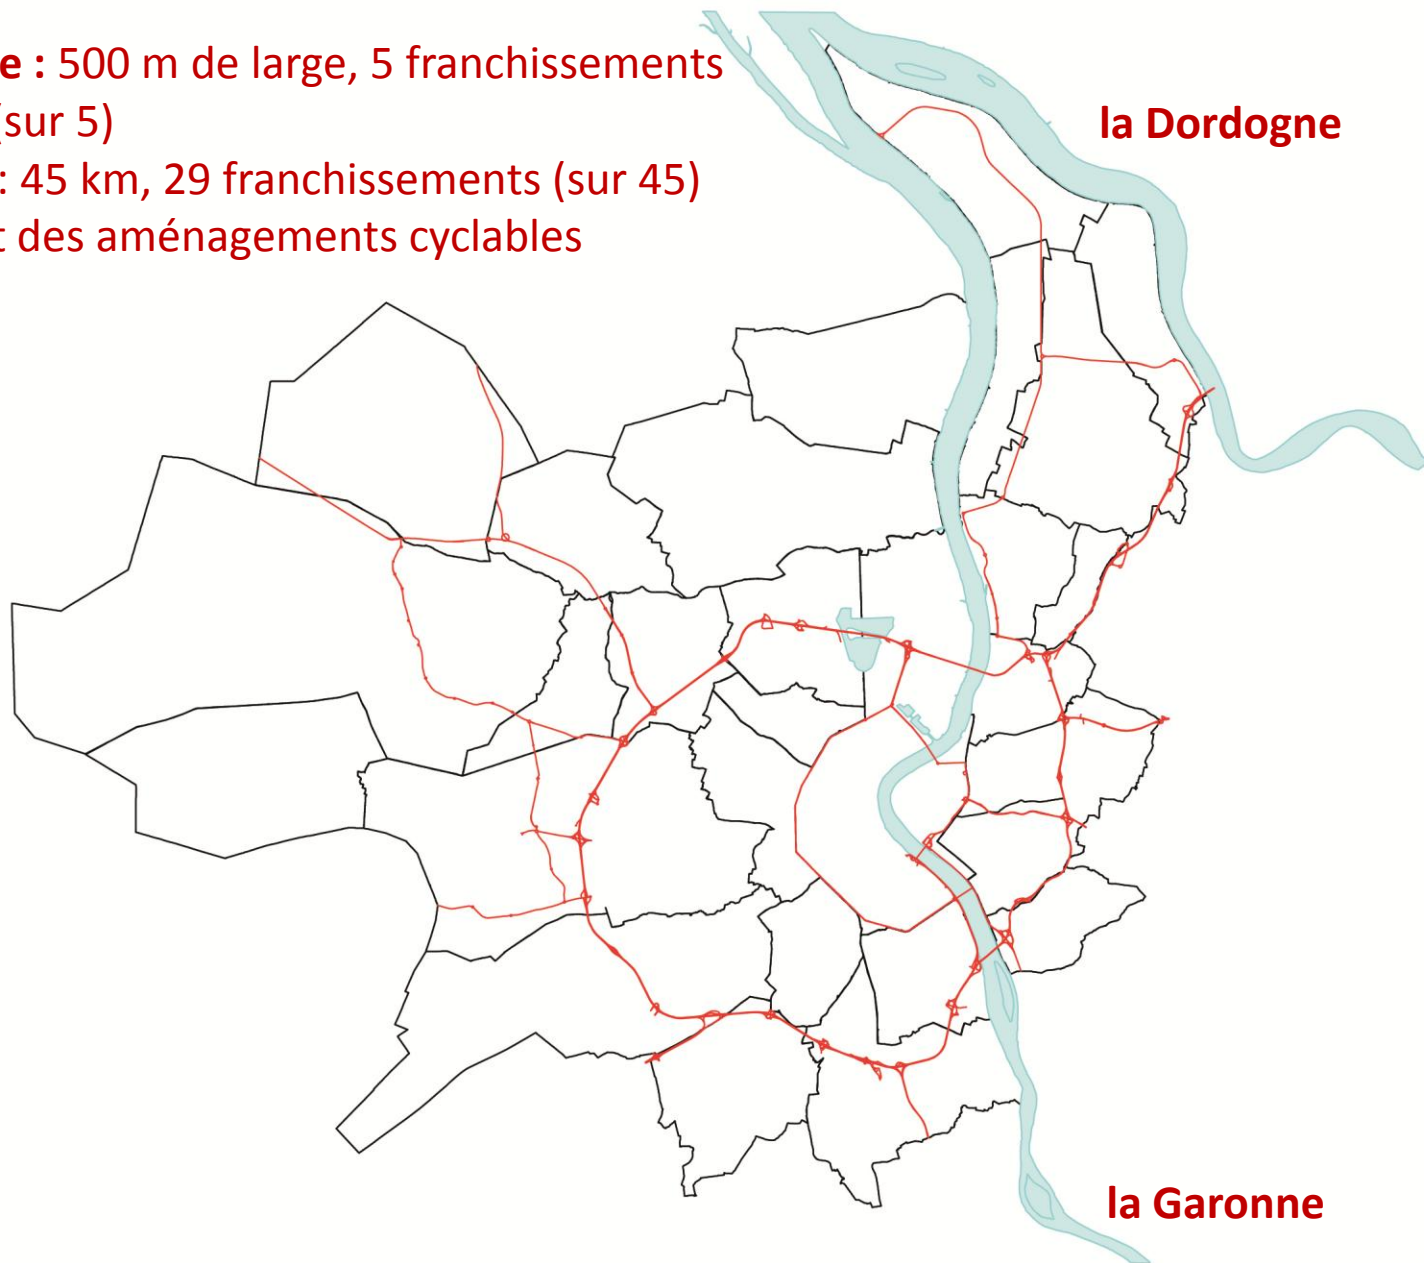 e : 500 m de large, 5 franchissements
(sur 5)
: 45 km, 29 franchissements (sur 45)
t des aménagements cyclables
la Dordogne
la Garonne